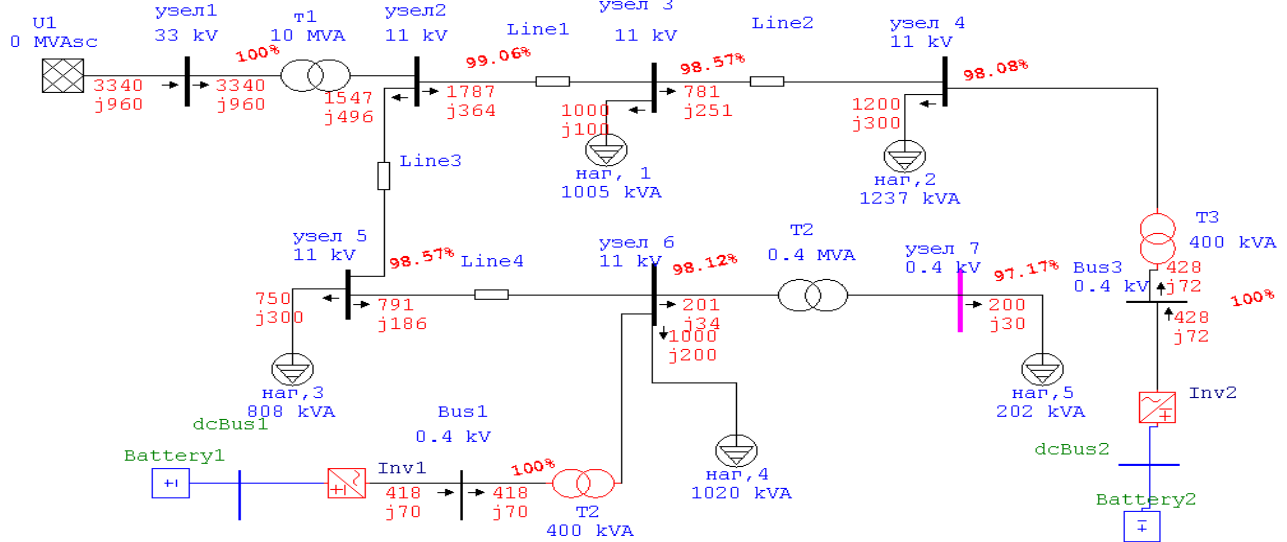 U1
0 MVAsc
узел1
33 kV
т1
10 MVA
100%
узел2
11 kV
Line1
99.06%
узел 3
11 kV
98.57%
Line2
узел 4
11 kV
98.08%
3340
j960
3340
j960
1547
j496
1787
j364
1000
j100
781
j251
1200
j300
наг, 1
1005 kVA
наг,2
1237 kVA
Line3
T3
400 kVA
узел 5
11 kV
98.57%
Line4
узел 6
11 kV
98.12%
T2
0.4 MVA
узел 7
0.4 kV
97.17%
Bus3
0.4 kV
428
j72
100%
428
j72
750
j300
791
j186
201
j34
1000
j200
200
j30
наг,3
808 kVA
наг,5
202 kVA
Inv2
dcBus1
Battery1
Bus1
0.4 kV
Inv1
100%
418
j70
418
j70
T2
400 kVA
наг,4
1020 kVA
dcBus2
Battery2